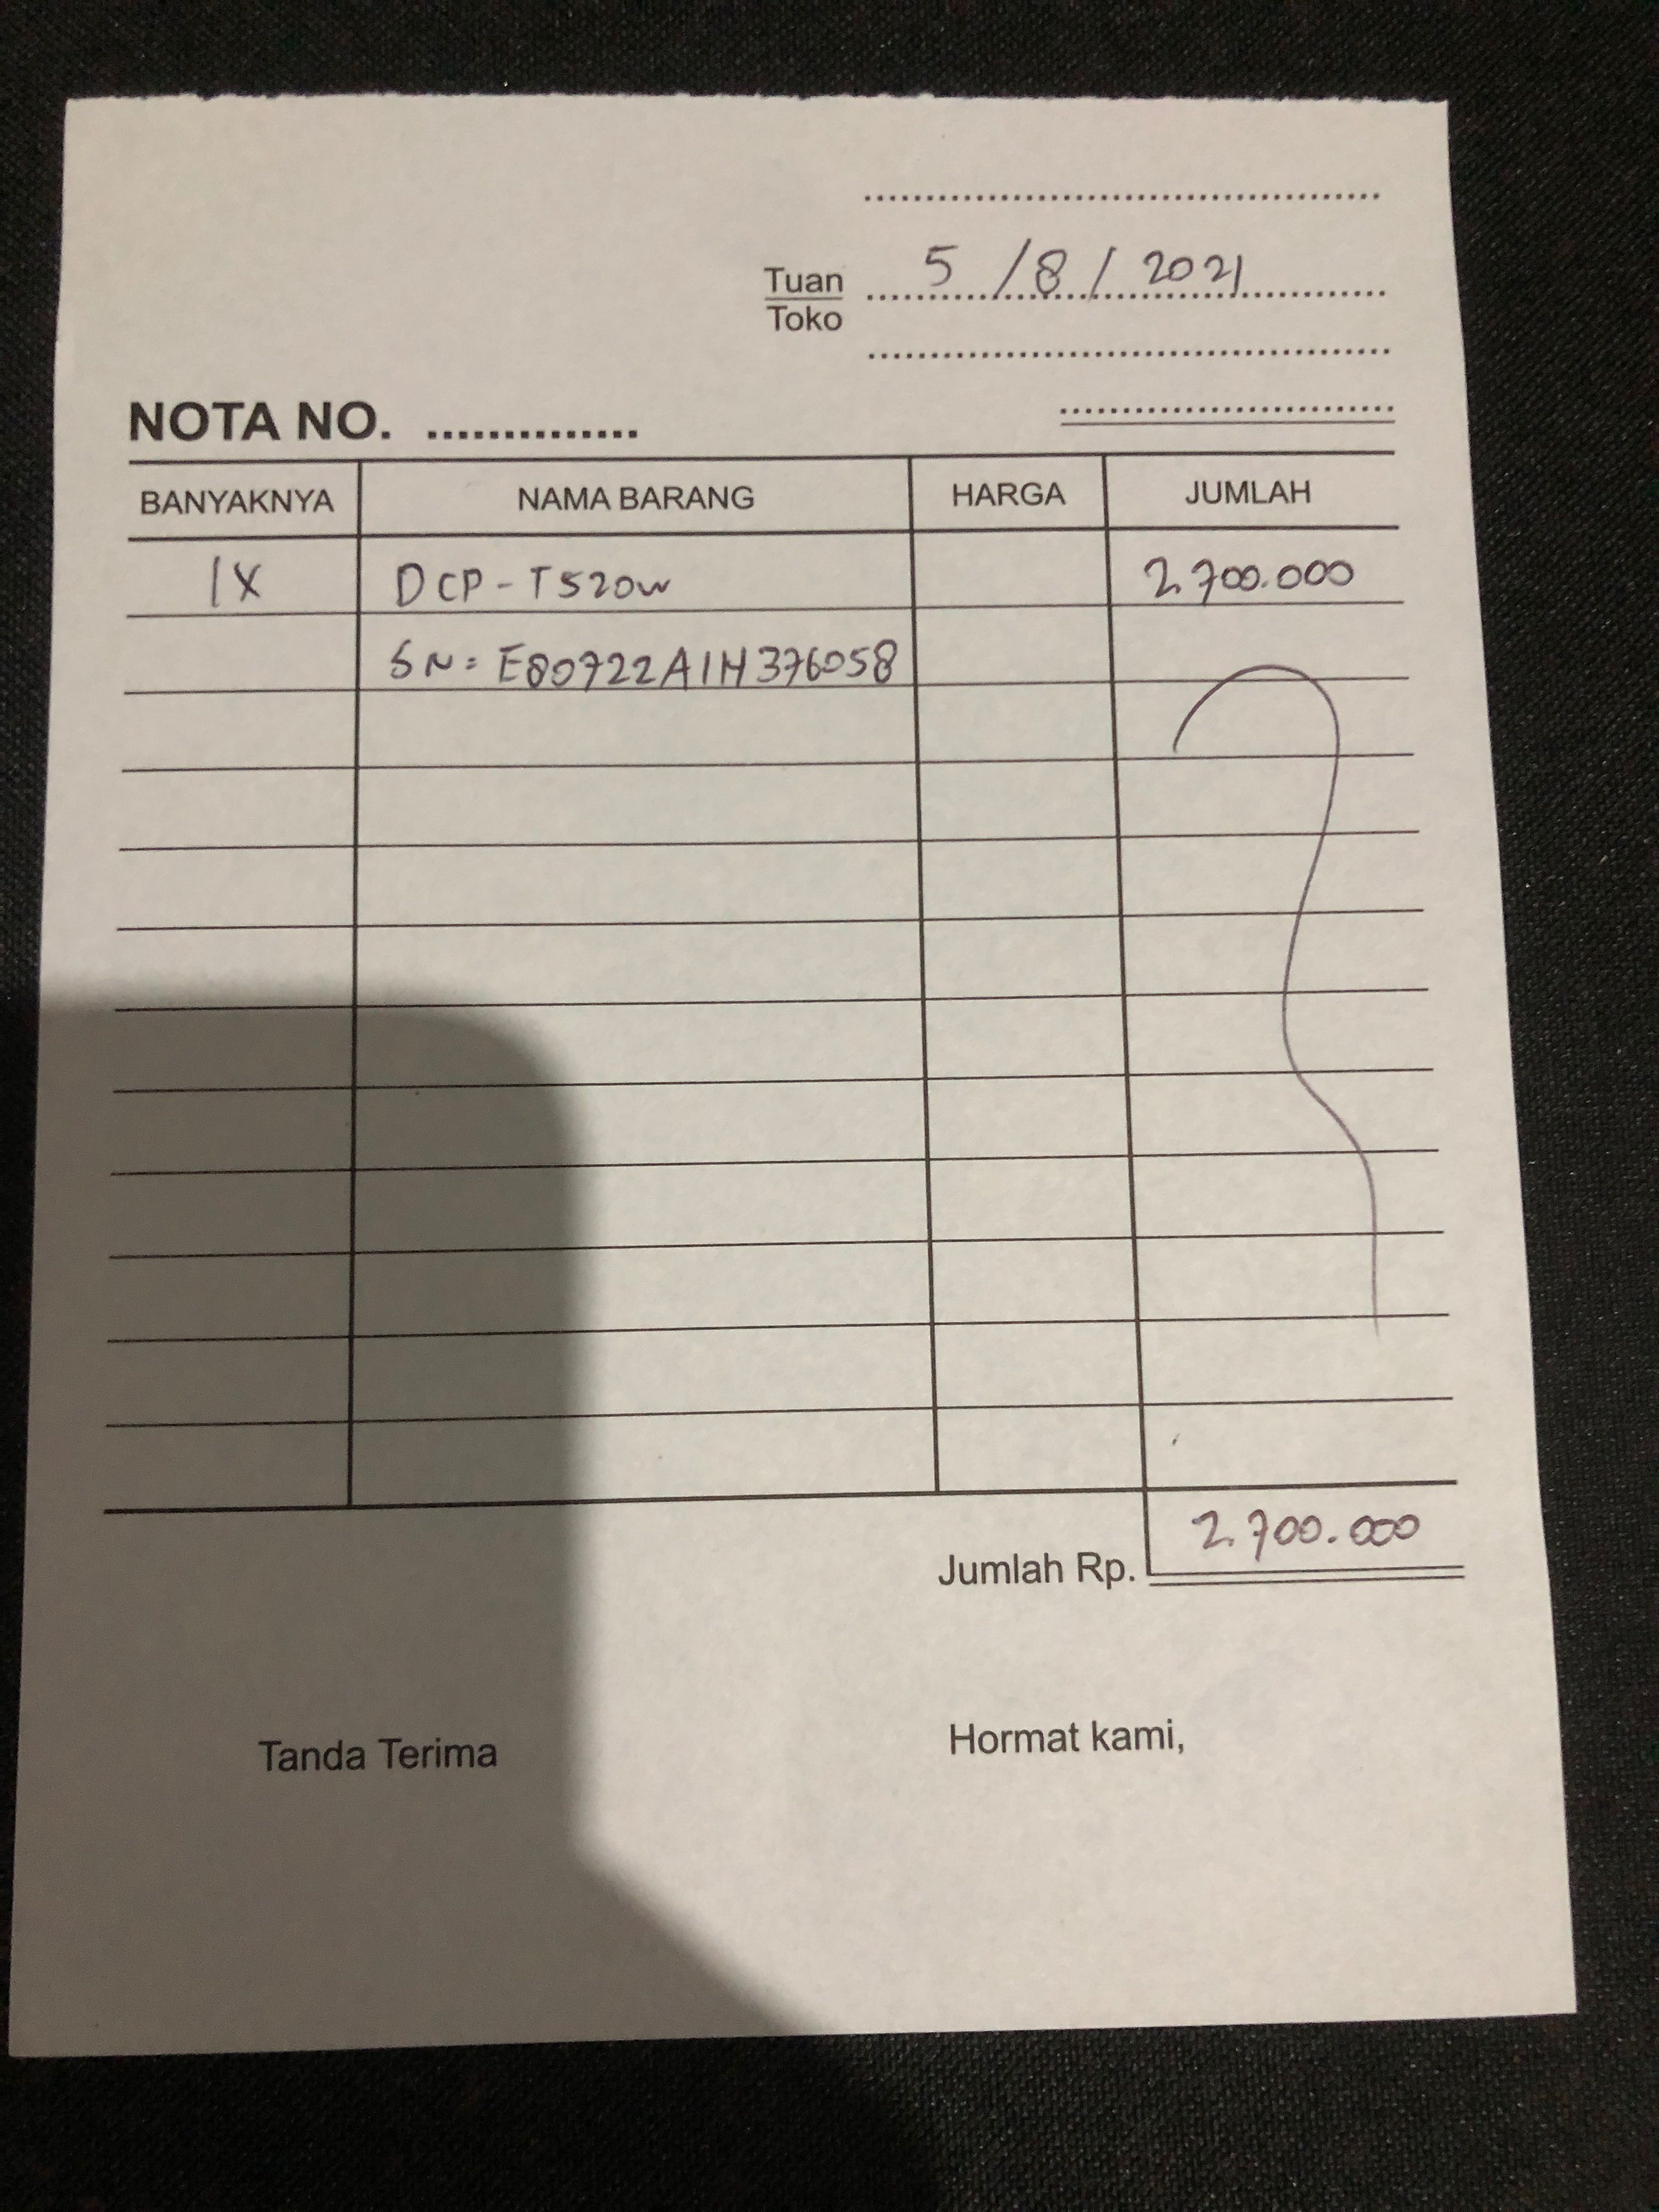 5 / 8 / 2021
Tuan
Toko
NOTA NO.
BANYAKNYA NAMA BARANG HARGA JUMLAH
1X DCP - T520w 2.700.000
SN = E80722A1H376058
Jumlah Rp. 2.700.000
Tanda Terima Hormat kami,